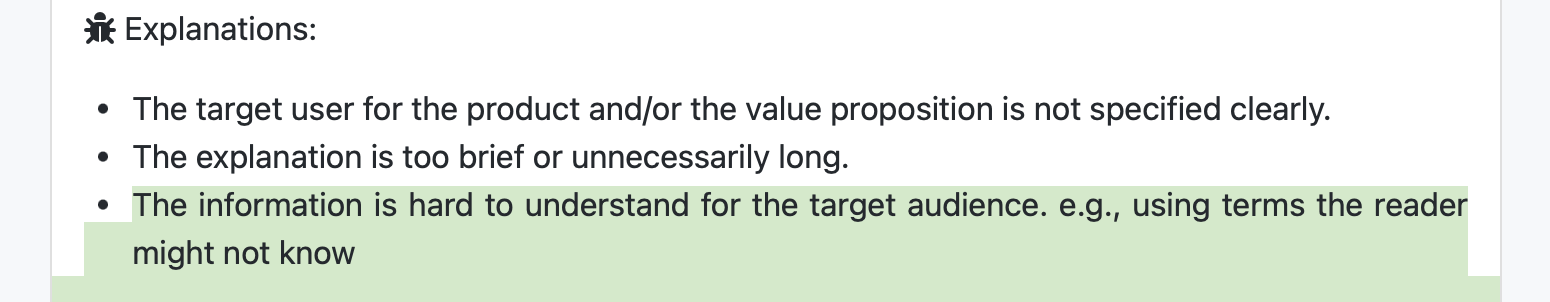 Explanations:
• The target user for the product and/or the value proposition is not specified clearly.
• The explanation is too brief or unnecessarily long.
• The information is hard to understand for the target audience. e.g., using terms the reader
might not know